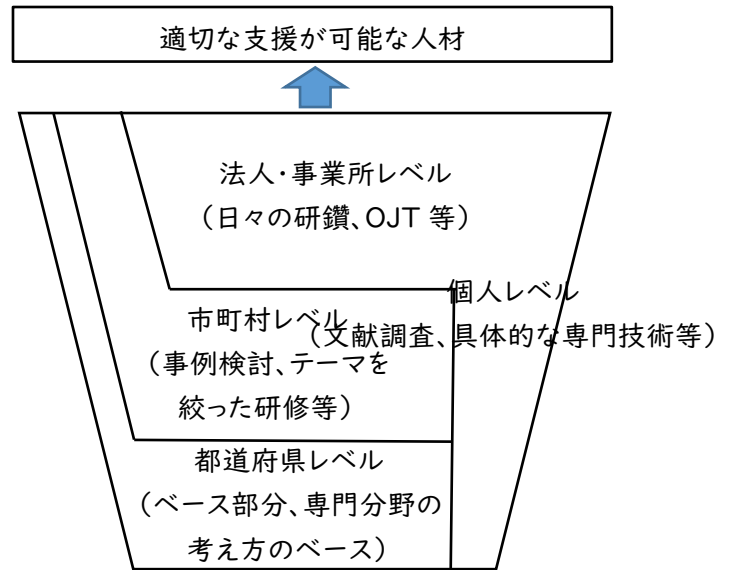 適切な支援が可能な人材
法人・事業所レベル
（日々の研鑽、OJT 等）
個人レベル
（文献調査、具体的な専門技術等）
市町村レベル
（事例検討、テーマを
絞った研修等）
都道府県レベル
（ベース部分、専門分野の
考え方のベース）